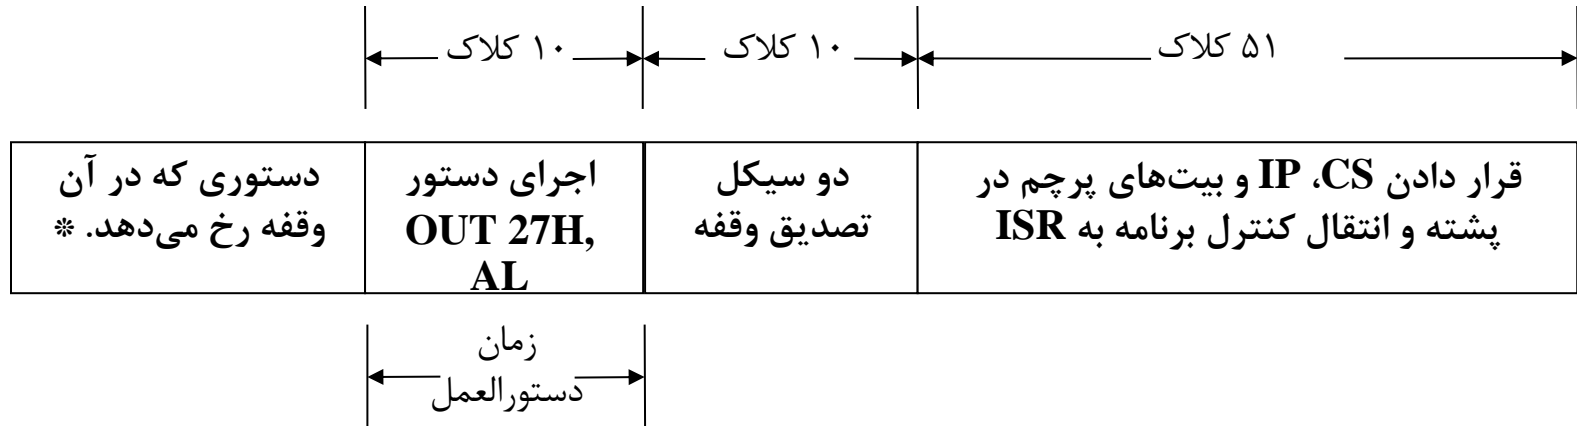 ۱۰ کلاک
۱۰ کلاک
۵۱ کلاک
دستوری که در آن
وقفه رخ می‌دهد. *
اجرای دستور
OUT 27H,
AL
دو سیکل
تصدیق وقفه
قرار دادن CS، IP و بیت‌های پرچم در
پشته و انتقال کنترل برنامه به ISR
زمان
دستورالعمل